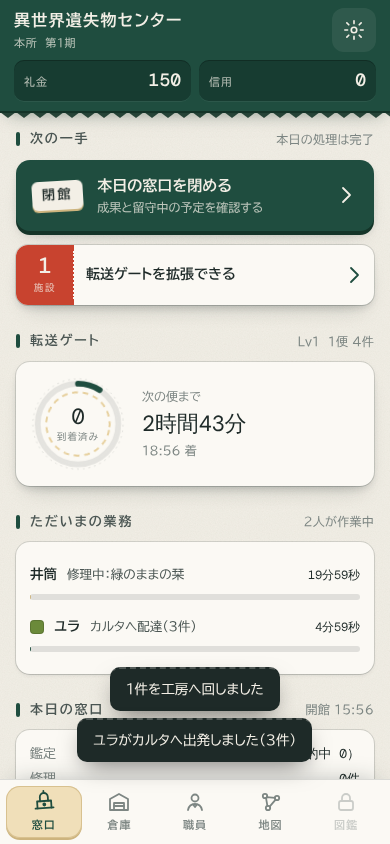 異世界遺失物センター
本所 第1期
礼金 150 信用 0
次の一手 本日の処理は完了
閉館 本日の窓口を閉める
成果と留守中の予定を確認する
1
施設
転送ゲートを拡張できる
転送ゲート Lv1 1便 4件
0
到着済み
次の便まで
2時間43分
18:56 着
ただいまの業務 2人が作業中
井筒 修理中:緑のままの栞 19分59秒
ユラ カルタへ配達(3件) 4分59秒
1件を工房へ回しました
本日の窓口 開館 15:56
ユラがカルタへ出発しました(3件)
鑑定 中 0)
修理 0件
窓口 倉庫 職員 地図 図鑑